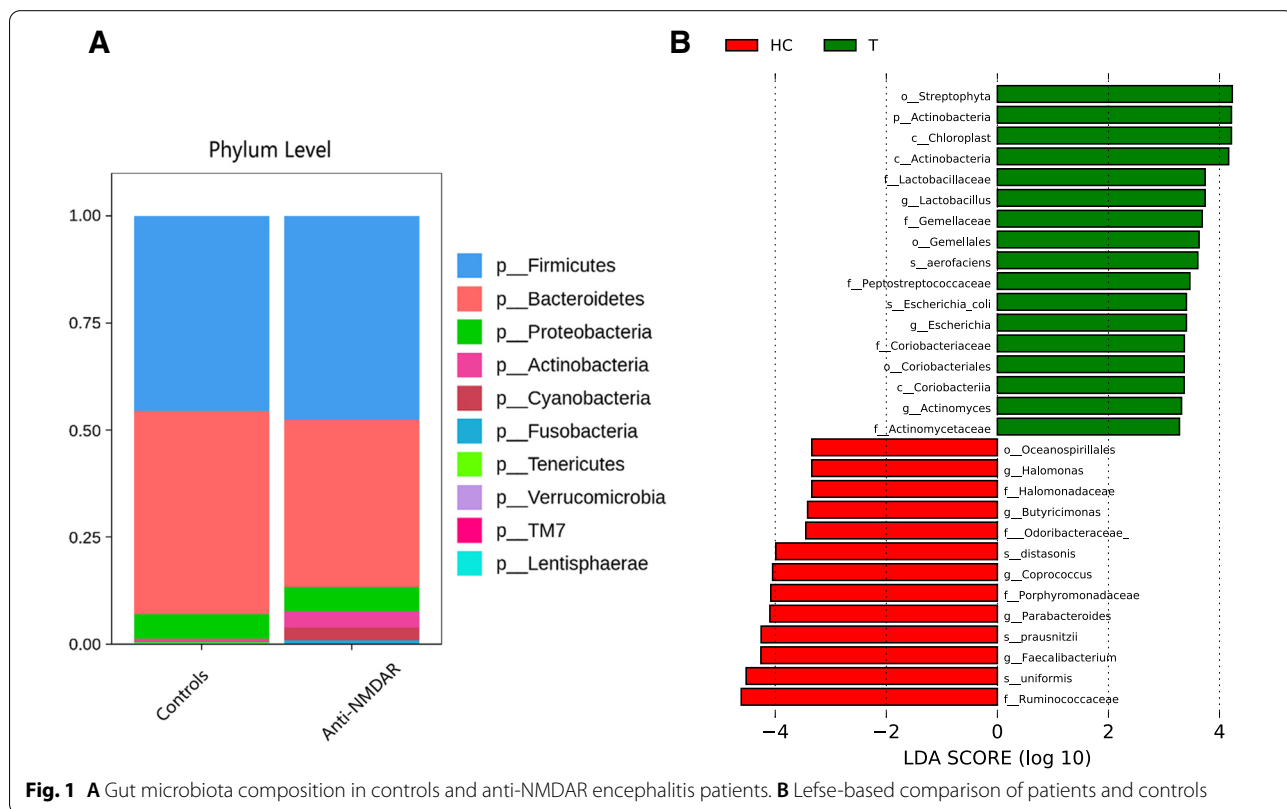 A
Phylum Level
1.00
0.75
0.50
0.25
0.00
Controls
Anti-NMDAR
p__Firmicutes
p__Bacteroidetes
p__Proteobacteria
p__Actinobacteria
p__Cyanobacteria
p__Fusobacteria
p__Tenericutes
p__Verrucomicrobia
p__TM7
p__Lentisphaerae
B
HC T
o__Streptophyta
p__Actinobacteria
c__Chloroplast
c__Actinobacteria
f__Lactobacillaceae
g__Lactobacillus
f__Gemellaceae
o__Gemellales
s__aerofaciens
f__Peptostreptococcaceae
s__Escherichia_coli
g__Escherichia
f__Coriobacteriaceae
o__Coriobacteriales
c__Coriobacteriia
g__Actinomyces
f__Actinomycetaceae
o__Oceanospirillales
g__Halomonas
f__Halomonadaceae
g__Butyricimonas
f___Odoribacteraceae_
s__distasonis
g__Coprococcus
f__Porphyromonadaceae
g__Parabacteroides
s__prausnitzii
g__Faecalibacterium
s__uniformis
f__Ruminococcaceae
−4 −2 0 2 4
LDA SCORE (log 10)
Fig. 1 A Gut microbiota composition in controls and anti-NMDAR encephalitis patients. B Lefse-based comparison of patients and controls